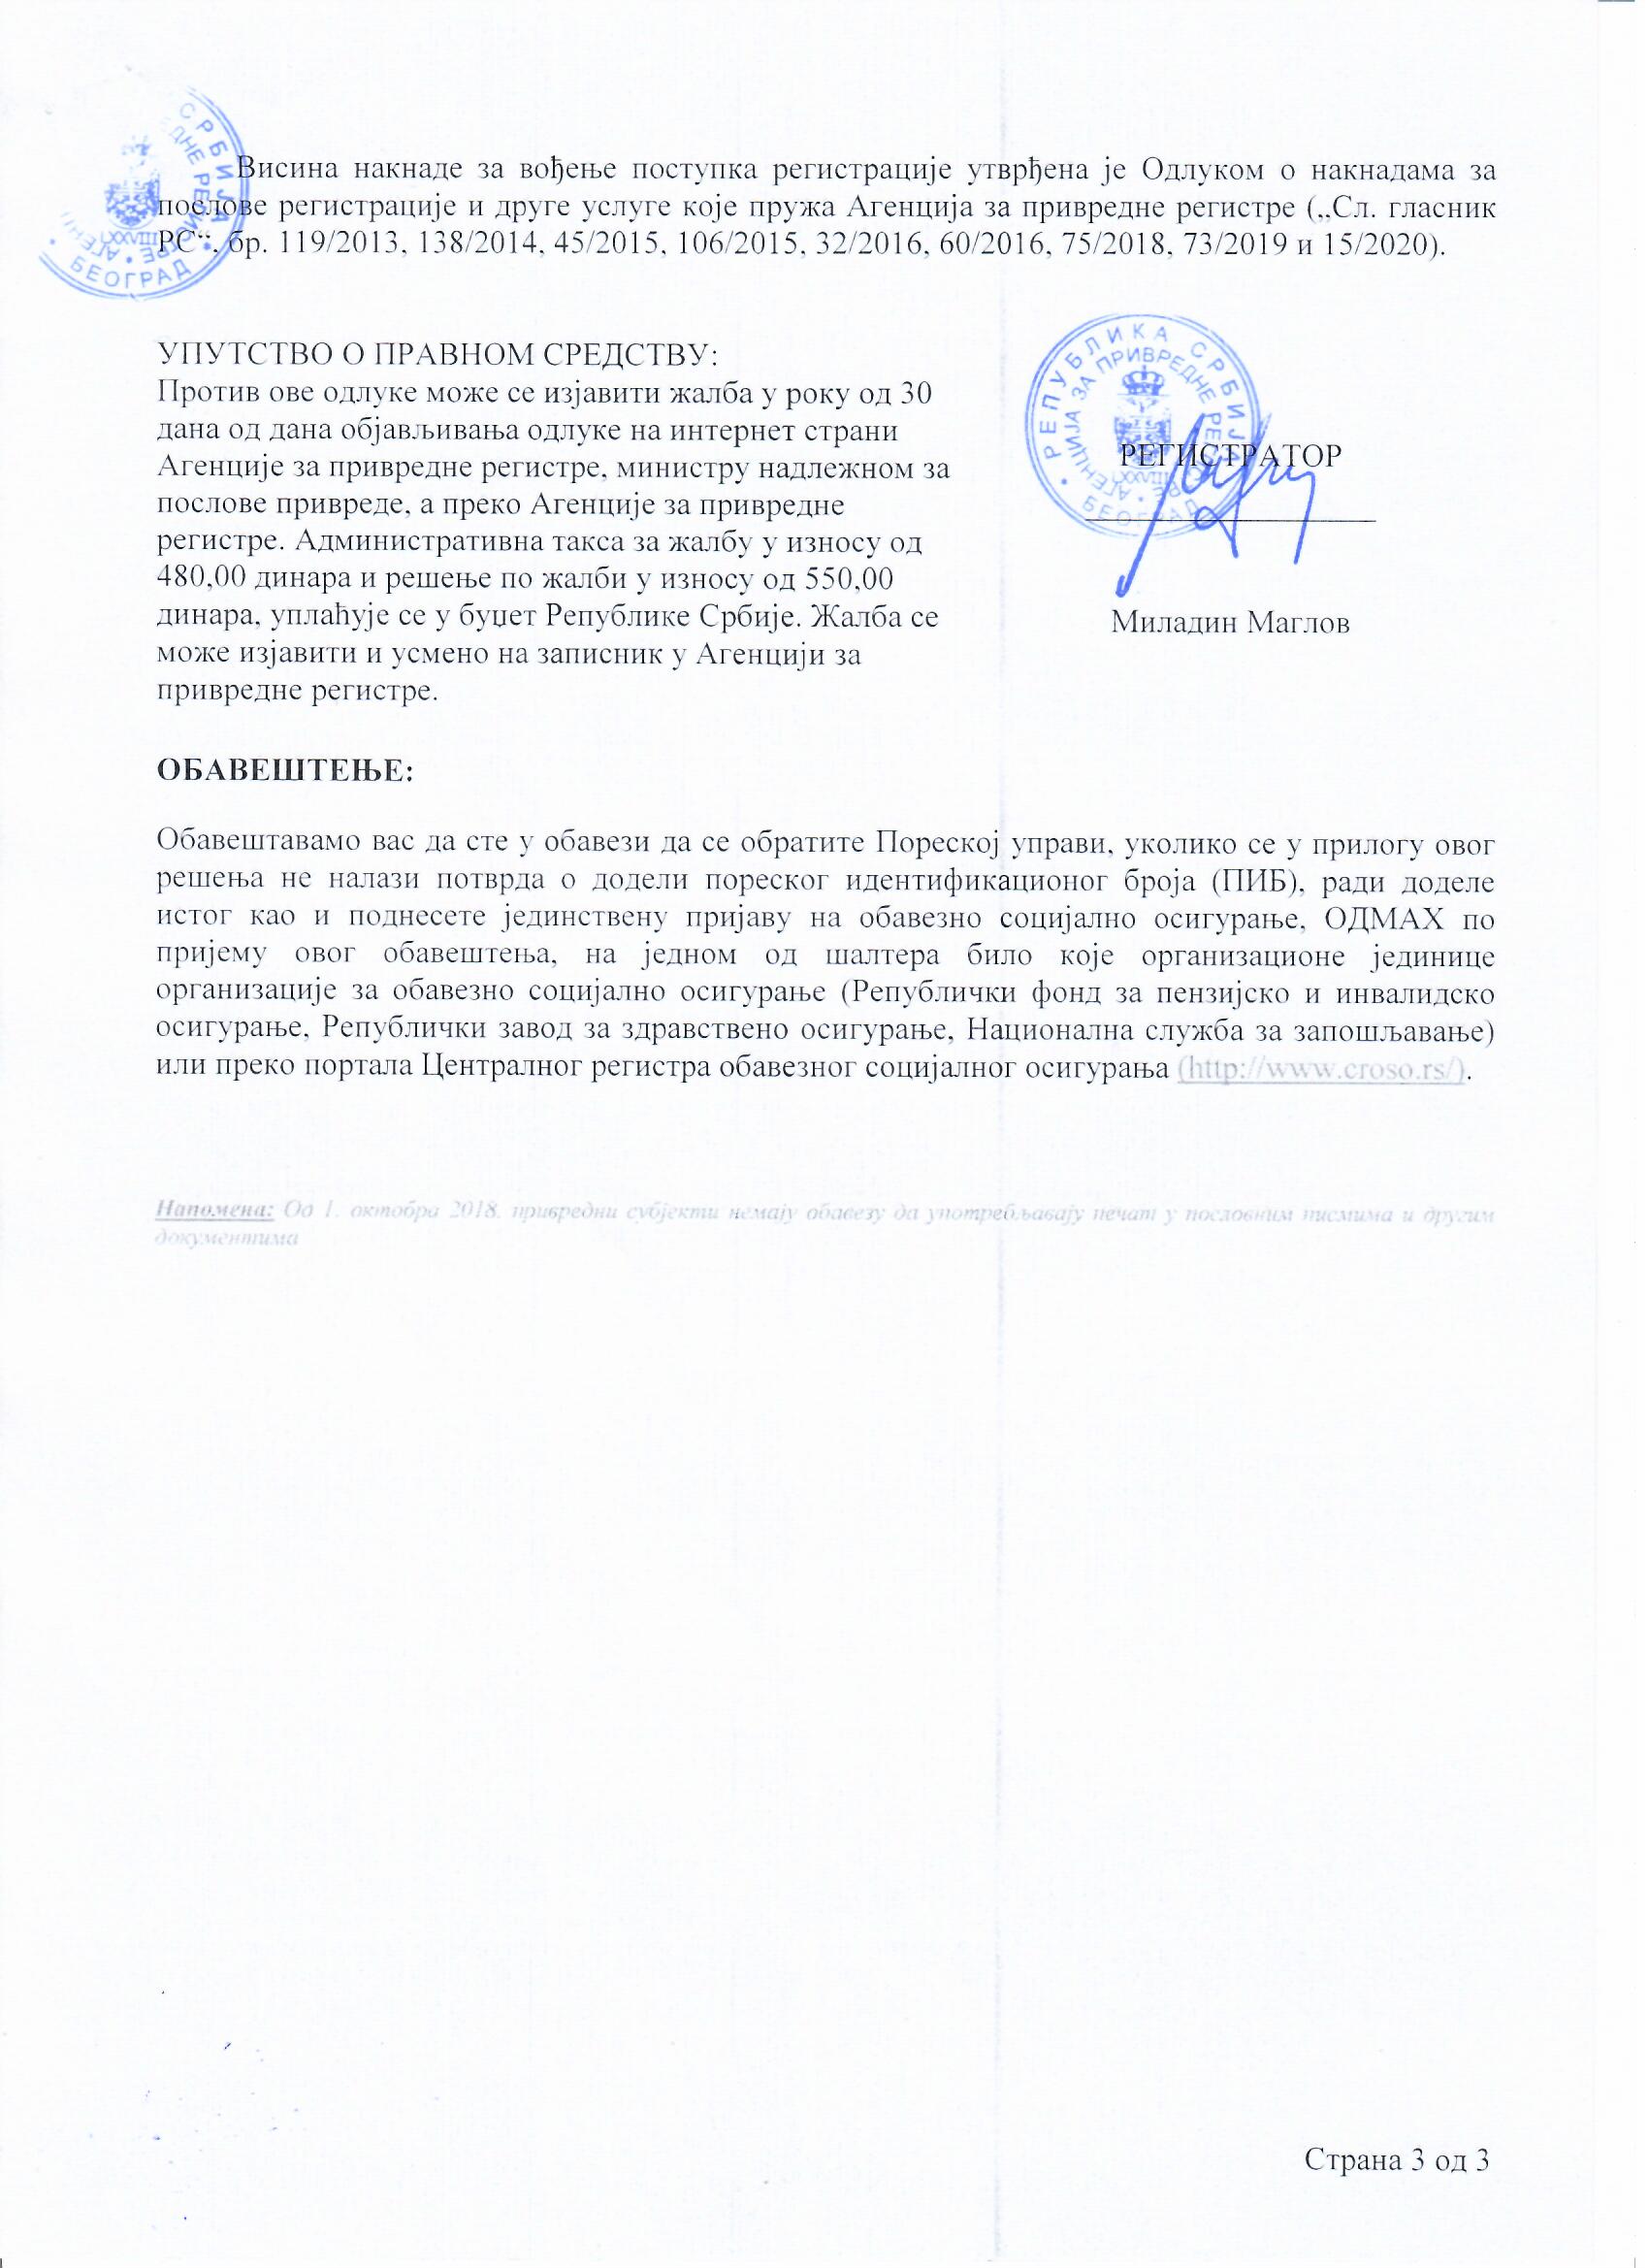 Висина накнаде за вођење поступка регистрације утврђена је Одлуком о накнадама за
послове регистрације и друге услуге које пружа Агенција за привредне регистре („Сл. гласник
РС“, бр. 119/2013, 138/2014, 45/2015, 106/2015, 32/2016, 60/2016, 75/2018, 73/2019 и 15/2020).
УПУТСТВО О ПРАВНОМ СРЕДСТВУ:
Против ове одлуке може се изјавити жалба у року од 30
дана од дана објављивања одлуке на интернет страни
Агенције за привредне регистре, министру надлежном за
послове привреде, а преко Агенције за привредне
регистре. Административна такса за жалбу у износу од
480,00 динара и решење по жалби у износу од 550,00
динара, уплаћује се у буџет Републике Србије. Жалба се
може изјавити и усмено на записник у Агенцији за
привредне регистре.
РЕПУБЛИКА СРБИЈА
АГЕНЦИЈА ЗА ПРИВРЕДНЕ РЕГИСТРЕ
БЕОГРАД
РЕГИСТРАТОР
Миладин Маглов
ОБАВЕШТЕЊЕ:
Обавештавамо вас да сте у обавези да се обратите Пореској управи, уколико се у прилогу овог
решења не налази потврда о додели пореског идентификационог броја (ПИБ), ради доделе
истог као и поднесете јединствену пријаву на обавезно социјално осигурање, ОДМАХ по
пријему овог обавештења, на једном од шалтера било које организационе јединице
организације за обавезно социјално осигурање (Републички фонд за пензијско и инвалидско
осигурање, Републички завод за здравствено осигурање, Национална служба за запошљавање)
или преко портала Централног регистра обавезног социјалног осигурања (http://www.croso.rs/).
Напомена: Од 1. октобра 2018. привредни субјекти немају обавезу да употребљавају печат у пословним писмима и другим
документима
Страна 3 од 3